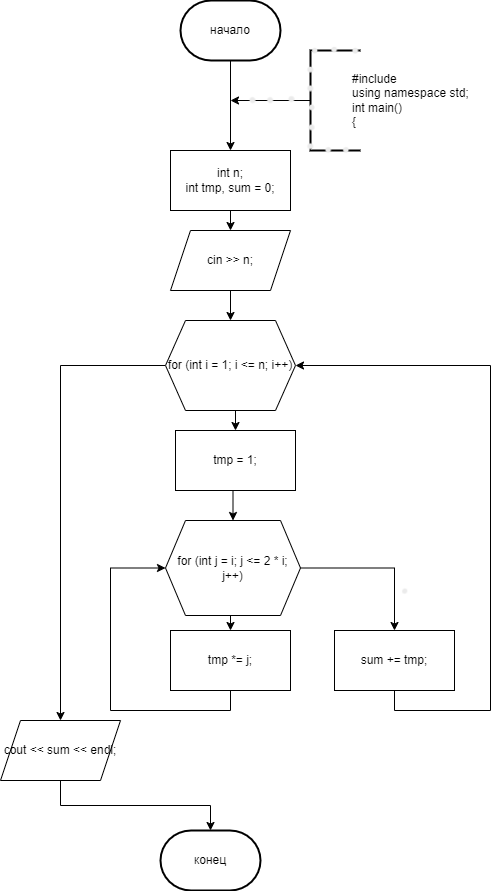 начало
#include
using namespace std;
int main()
{
int n;
int tmp, sum = 0;
cin >> n;
for (int i = 1; i <= n; i++)
tmp = 1;
for (int j = i; j <= 2 * i;
j++)
tmp *= j;
sum += tmp;
cout << sum << endl;
конец